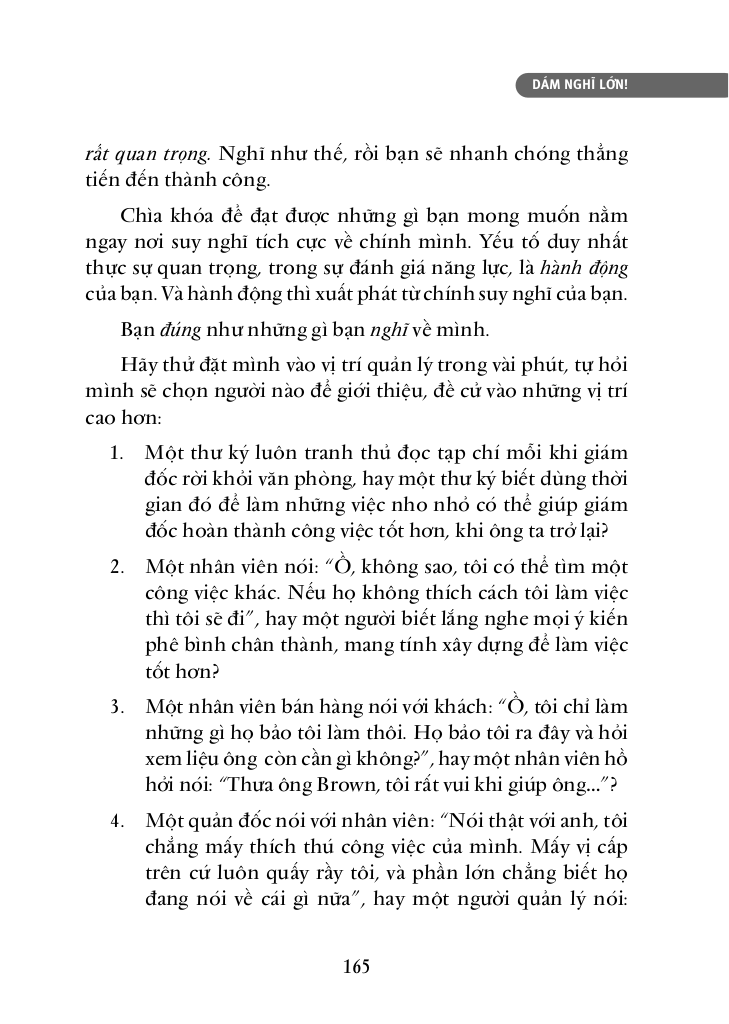 DÁM NGHĨ LỚN!
rất quan trọng. Nghĩ như thế, rồi bạn sẽ nhanh chóng thẳng
tiến đến thành công.
Chìa khóa để đạt được những gì bạn mong muốn nằm
ngay nơi suy nghĩ tích cực về chính mình. Yếu tố duy nhất
thực sự quan trọng, trong sự đánh giá năng lực, là hành động
của bạn. Và hành động thì xuất phát từ chính suy nghĩ của bạn.
Bạn đúng như những gì bạn nghĩ về mình.
Hãy thử đặt mình vào vị trí quản lý trong vài phút, tự hỏi
mình sẽ chọn người nào để giới thiệu, đề cử vào những vị trí
cao hơn:
1. Một thư ký luôn tranh thủ đọc tạp chí mỗi khi giám
đốc rời khỏi văn phòng, hay một thư ký biết dùng thời
gian đó để làm những việc nho nhỏ có thể giúp giám
đốc hoàn thành công việc tốt hơn, khi ông ta trở lại?
2. Một nhân viên nói: “Ồ, không sao, tôi có thể tìm một
công việc khác. Nếu họ không thích cách tôi làm việc
thì tôi sẽ đi”, hay một người biết lắng nghe mọi ý kiến
phê bình chân thành, mang tính xây dựng để làm việc
tốt hơn?
3. Một nhân viên bán hàng nói với khách: “Ồ, tôi chỉ làm
những gì họ bảo tôi làm thôi. Họ bảo tôi ra đây và hỏi
xem liệu ông còn cần gì không?”, hay một nhân viên hồ
hởi nói: “Thưa ông Brown, tôi rất vui khi giúp ông...”?
4. Một quản đốc nói với nhân viên: “Nói thật với anh, tôi
chẳng mấy thích thú công việc của mình. Mấy vị cấp
trên cứ luôn quấy rầy tôi, và phần lớn chẳng biết họ
đang nói về cái gì nữa”, hay một người quản lý nói:
165